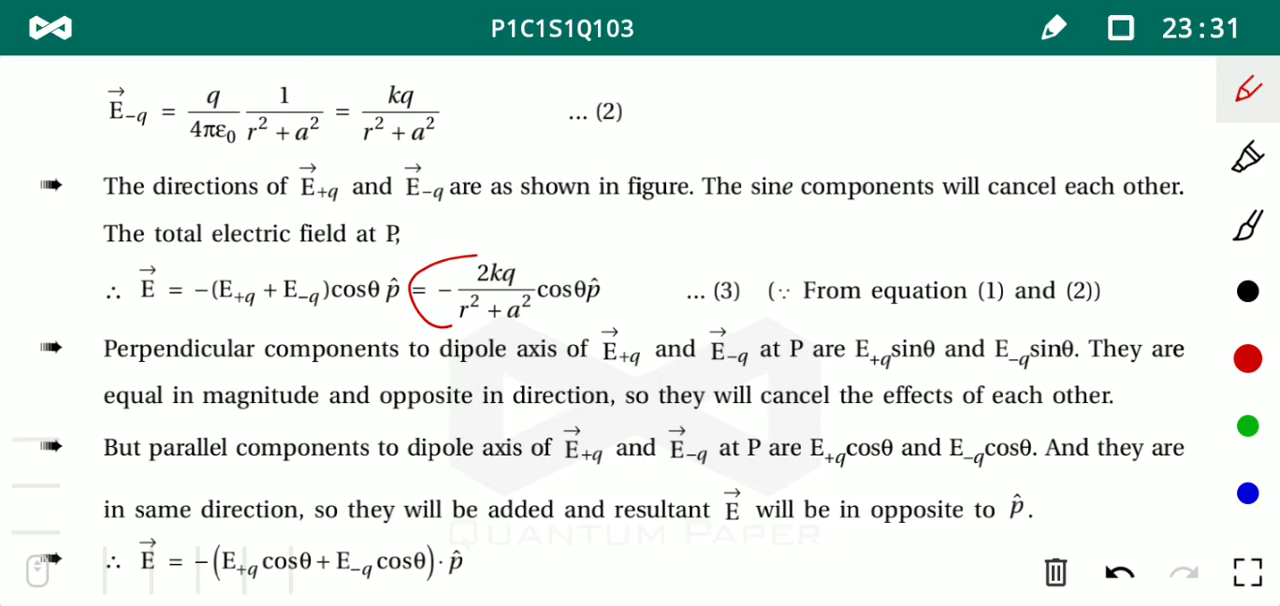 P1C1S1Q103
23:31
→E₋q = q/4πε₀ 1/r² + a² = kq/r² + a² ... (2)
➠ The directions of →E₊q and →E₋q are as shown in figure. The sine components will cancel each other.
The total electric field at P,
∴ →E = −(E₊q + E₋q)cosθ p̂ = − 2kq/r² + a² cosθp̂ ... (3) (∵ From equation (1) and (2))
➠ Perpendicular components to dipole axis of →E₊q and →E₋q at P are E₊qsinθ and E₋qsinθ. They are
equal in magnitude and opposite in direction, so they will cancel the effects of each other.
➠ But parallel components to dipole axis of →E₊q and →E₋q at P are E₊qcosθ and E₋qcosθ. And they are
in same direction, so they will be added and resultant →E will be in opposite to p̂.
QUANTUM PAPER
➠ ∴ →E = −(E₊q cosθ + E₋q cosθ) · p̂